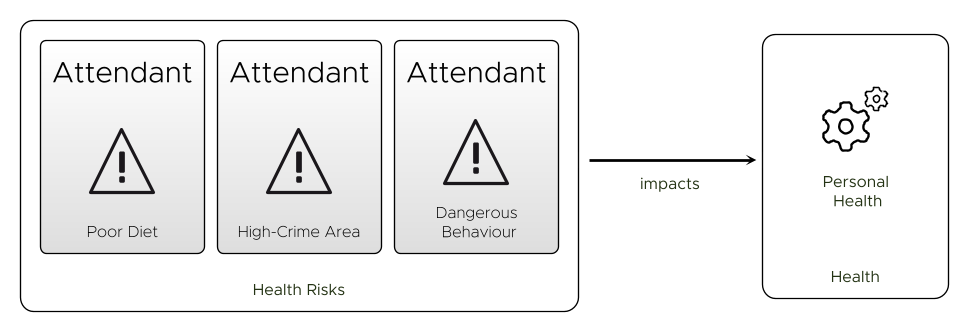 Attendant
Poor Diet
Attendant
High-Crime Area
Attendant
Dangerous
Behaviour
Health Risks
impacts
Personal
Health
Health